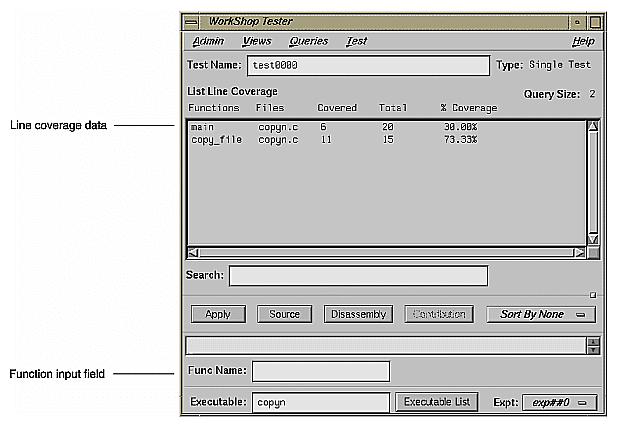 WorkShop Tester
Admin Views Queries Test Help
Test Name: test0000 Type: Single Test
List Line Coverage Query Size: 2
Functions Files Covered Total % Coverage
Line coverage data
main copyn.c 6 20 30.00%
copy_file copyn.c 11 15 73.33%
Search:
Apply Source Disassembly Contribution Sort By None
Function input field
Func Name:
Executable: copyn Executable List Expt: exp##0